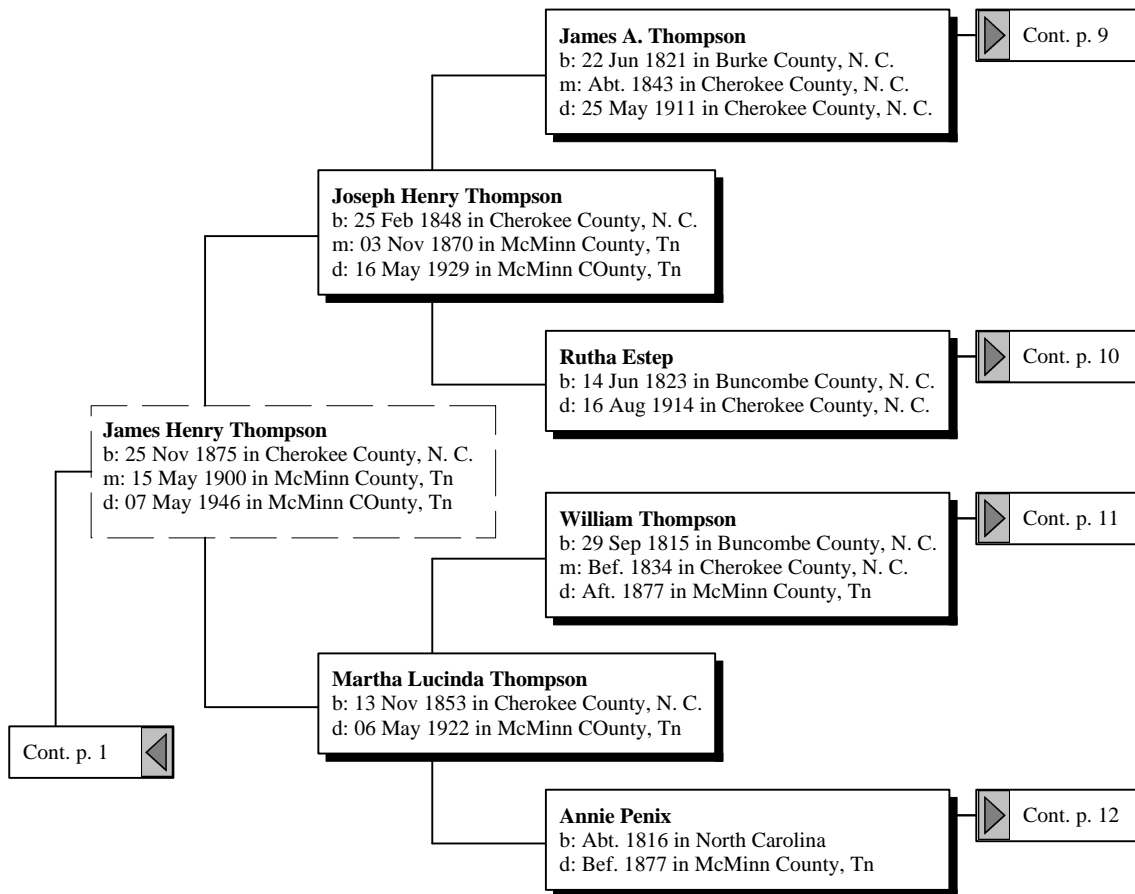 James A. Thompson
b: 22 Jun 1821 in Burke County, N. C.
m: Abt. 1843 in Cherokee County, N. C.
d: 25 May 1911 in Cherokee County, N. C.
Cont. p. 9
Joseph Henry Thompson
b: 25 Feb 1848 in Cherokee County, N. C.
m: 03 Nov 1870 in McMinn County, Tn
d: 16 May 1929 in McMinn COunty, Tn
Rutha Estep
b: 14 Jun 1823 in Buncombe County, N. C.
d: 16 Aug 1914 in Cherokee County, N. C.
Cont. p. 10
James Henry Thompson
b: 25 Nov 1875 in Cherokee County, N. C.
m: 15 May 1900 in McMinn County, Tn
d: 07 May 1946 in McMinn COunty, Tn
William Thompson
b: 29 Sep 1815 in Buncombe County, N. C.
m: Bef. 1834 in Cherokee County, N. C.
d: Aft. 1877 in McMinn County, Tn
Cont. p. 11
Martha Lucinda Thompson
b: 13 Nov 1853 in Cherokee County, N. C.
d: 06 May 1922 in McMinn COunty, Tn
Cont. p. 1
Annie Penix
b: Abt. 1816 in North Carolina
d: Bef. 1877 in McMinn County, Tn
Cont. p. 12